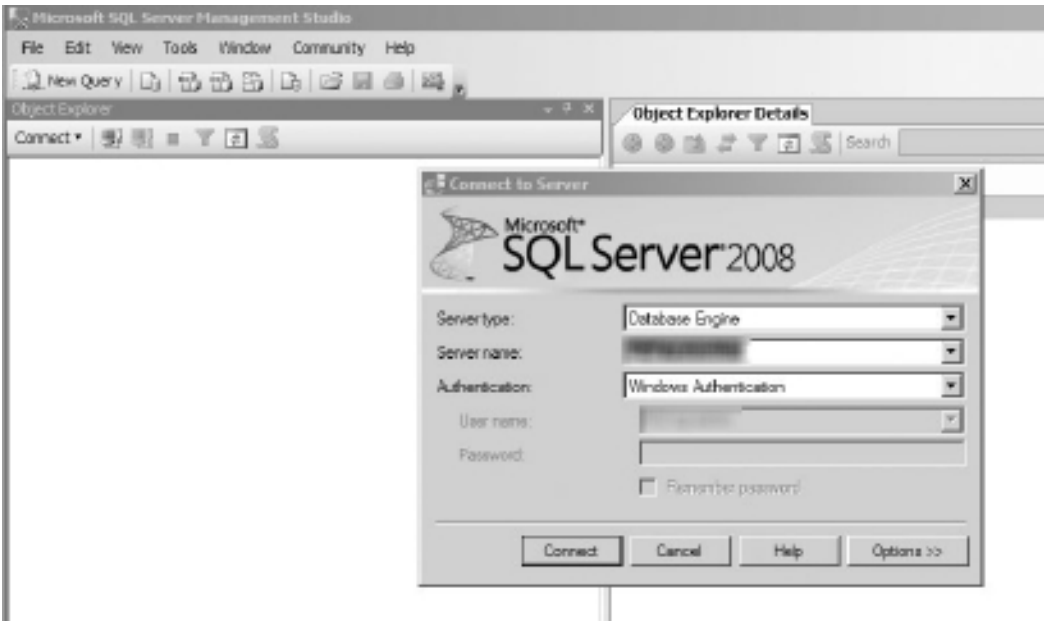 Microsoft SQL Server Management Studio
File Edit View Tools Window Community Help
New Query
Object Explorer
Object Explorer Details
Connect
Search
Connect to Server
Microsoft®
SQL Server® 2008
Server type:
Database Engine
Server name:
Authentication:
Windows Authentication
User name:
Password:
Remember password
Connect Cancel Help Options >>